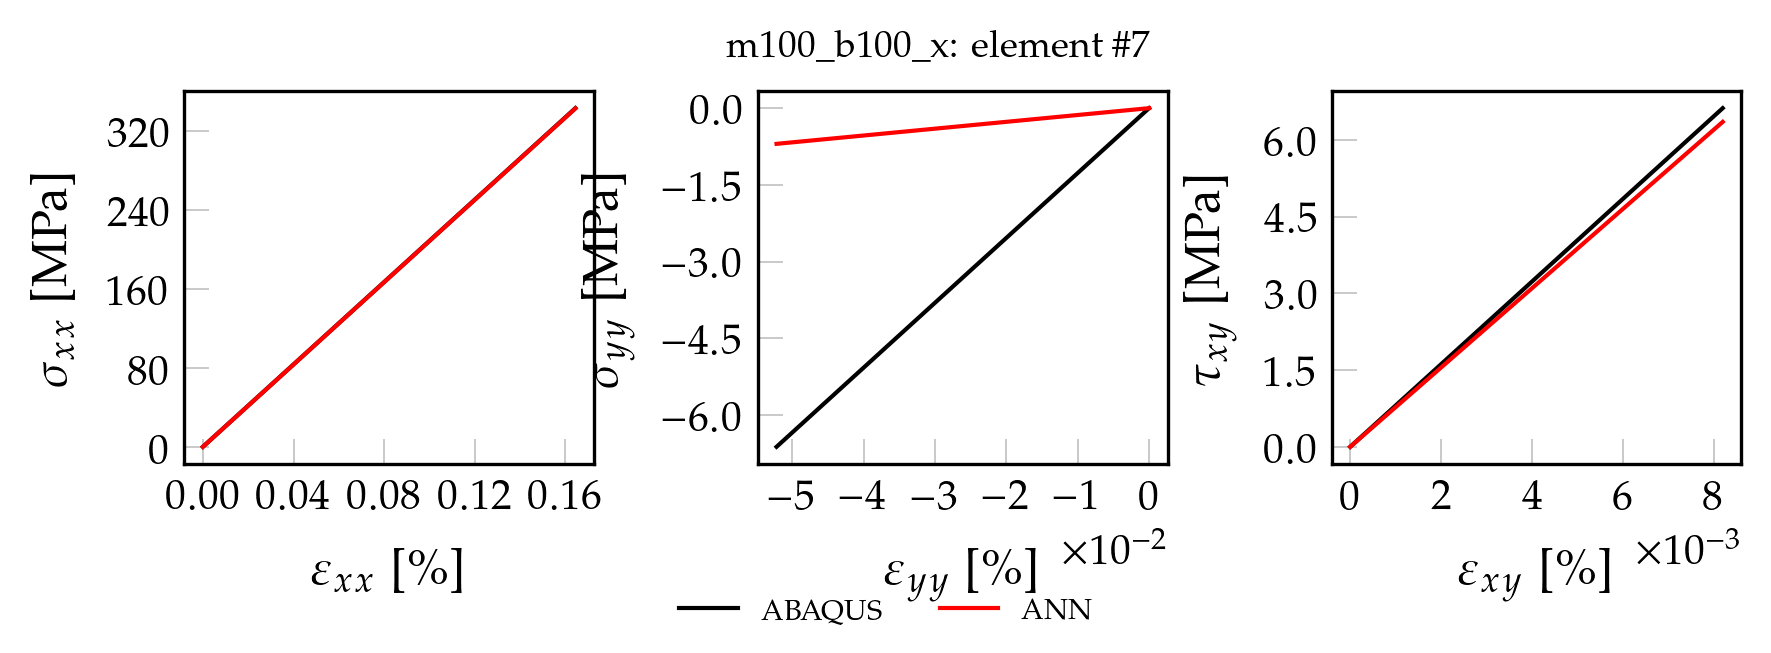 m100_b100_x: element #7
σxx [MPa]
320
240
160
80
0
0.00 0.04 0.08 0.12 0.16
εxx [%]
σyy [MPa]
0.0
−1.5
−3.0
−4.5
−6.0
−5 −4 −3 −2 −1 0
×10−2
εyy [%]
τxy [MPa]
6.0
4.5
3.0
1.5
0.0
0 2 4 6 8
×10−3
εxy [%]
ABAQUS ANN